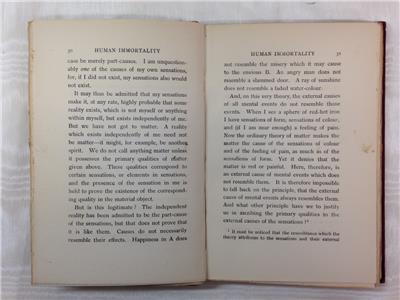 30 HUMAN IMMORTALITY
case be merely part-causes. I am unquestion-
ably one of the causes of my own sensations,
for, if I did not exist, my sensations also would
not exist.
It may thus be admitted that my sensations
make it, at any rate, highly probable that some
reality exists, which is not myself or anything
within myself, but exists independently of me.
But we have not got to matter. A reality
which exists independently of me need not
be matter—it might, for example, be another
spirit. We do not call anything matter unless
it possesses the primary qualities of matter
given above. These qualities correspond to
certain sensations, or elements in sensations,
and the presence of the sensation in me is
held to prove the existence of the correspond-
ing quality in the material object.
But is this legitimate? The independent
reality has been admitted to be the part-cause
of the sensations, but that does not prove that
it is like them. Causes do not necessarily
resemble their effects. Happiness in A does
HUMAN IMMORTALITY 31
not resemble the misery which it may cause
to the envious B. An angry man does not
resemble a slammed door. A ray of sunshine
does not resemble a faded water-colour.
And, on this very theory, the external causes
of all mental events do not resemble those
events. When I see a sphere of red-hot iron
I have sensations of form, sensations of colour,
and (if I am near enough) a feeling of pain.
Now the ordinary theory of matter makes the
matter the cause of the sensations of colour
and of the feeling of pain, as much as of the
sensations of form. Yet it denies that the
matter is red or painful. Here, therefore, is
an external cause of mental events which does
not resemble them. It is therefore impossible
to fall back on the principle, that the external
cause of mental events always resembles them.
And what other principle have we to justify
us in ascribing the primary qualities to the
external causes of the sensations?¹
¹ It must be noticed that the resemblance which the
theory attributes to the sensations and their external